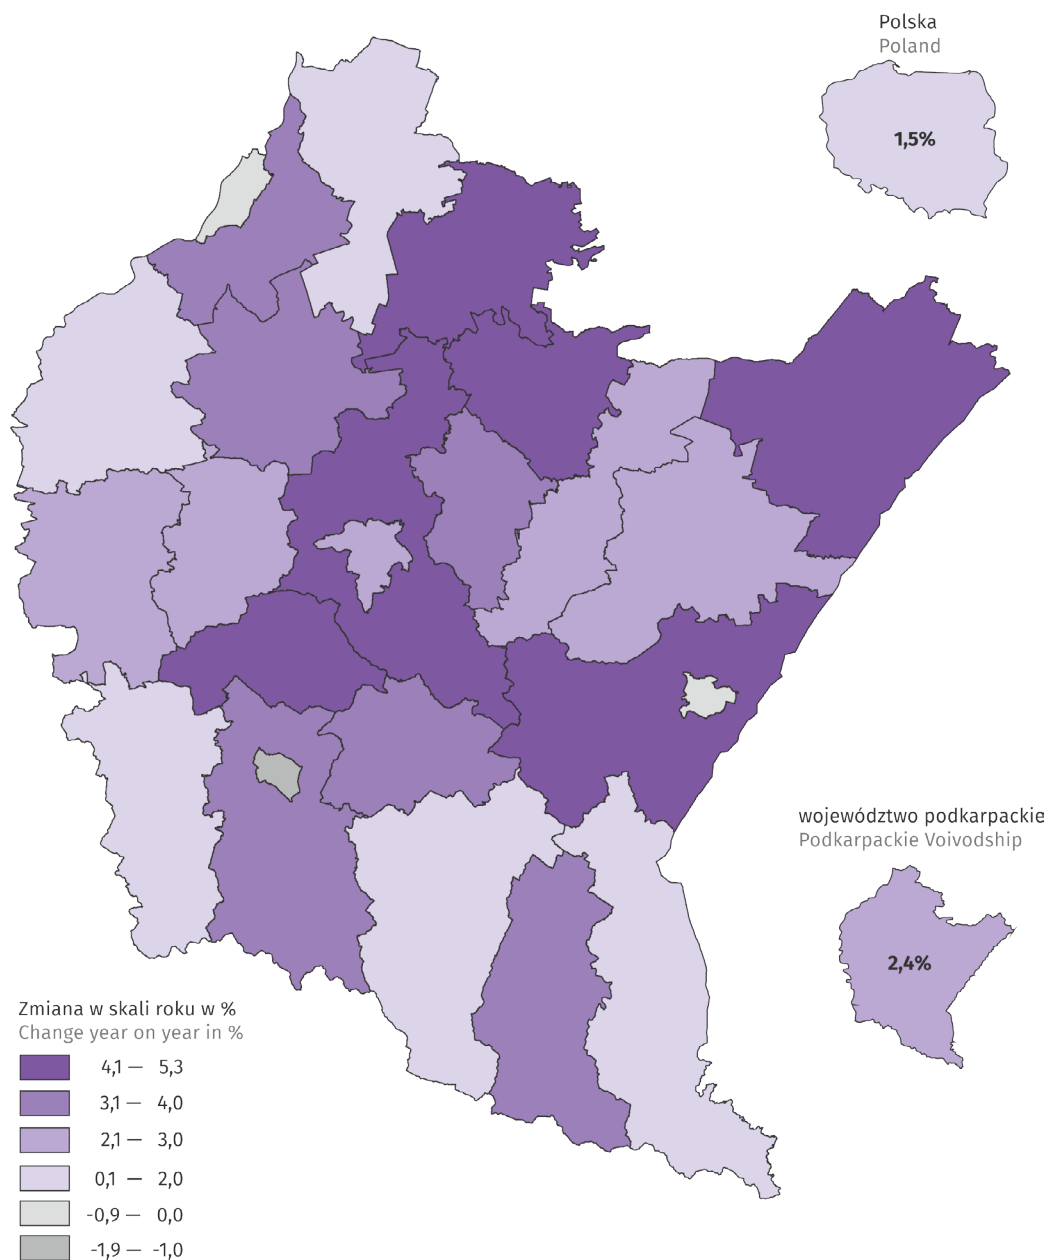 Polska
Poland
1,5%
województwo podkarpackie
Podkarpackie Voivodship
2,4%
Zmiana w skali roku w %
Change year on year in %
4,1 — 5,3
3,1 — 4,0
2,1 — 3,0
0,1 — 2,0
-0,9 — 0,0
-1,9 — -1,0